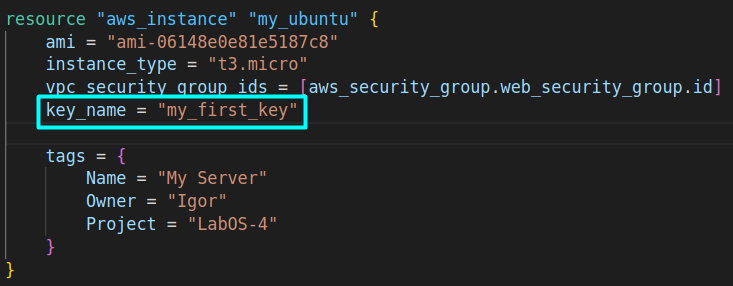 resource "aws_instance" "my_ubuntu" {
    ami = "ami-06148e0e81e5187c8"
    instance_type = "t3.micro"
    vpc_security_group_ids = [aws_security_group.web_security_group.id]
    key_name = "my_first_key"
    tags = {
        Name = "My Server"
        Owner = "Igor"
        Project = "LabOS-4"
    }
}